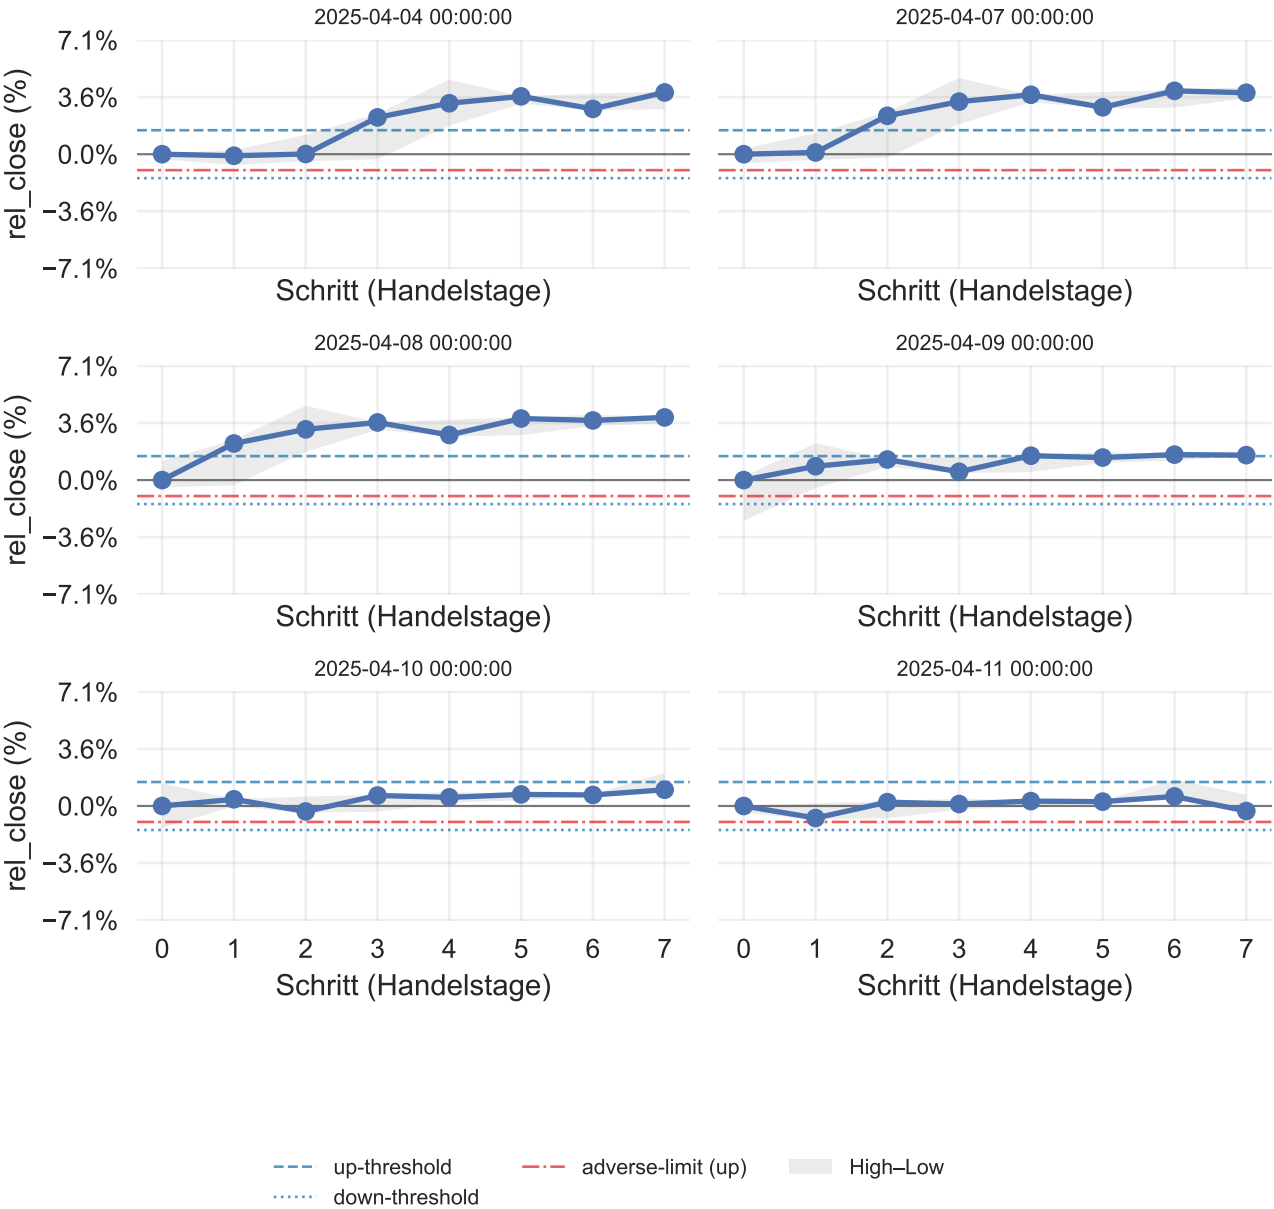 2025-04-04 00:00:00
2025-04-07 00:00:00
7.1%
3.6%
0.0%
−3.6%
−7.1%
rel_close (%)
Schritt (Handelstage)
Schritt (Handelstage)
2025-04-08 00:00:00
2025-04-09 00:00:00
7.1%
3.6%
0.0%
−3.6%
−7.1%
rel_close (%)
Schritt (Handelstage)
Schritt (Handelstage)
2025-04-10 00:00:00
2025-04-11 00:00:00
7.1%
3.6%
0.0%
−3.6%
−7.1%
rel_close (%)
0 1 2 3 4 5 6 7
0 1 2 3 4 5 6 7
Schritt (Handelstage)
Schritt (Handelstage)
up-threshold
down-threshold
adverse-limit (up)
High–Low